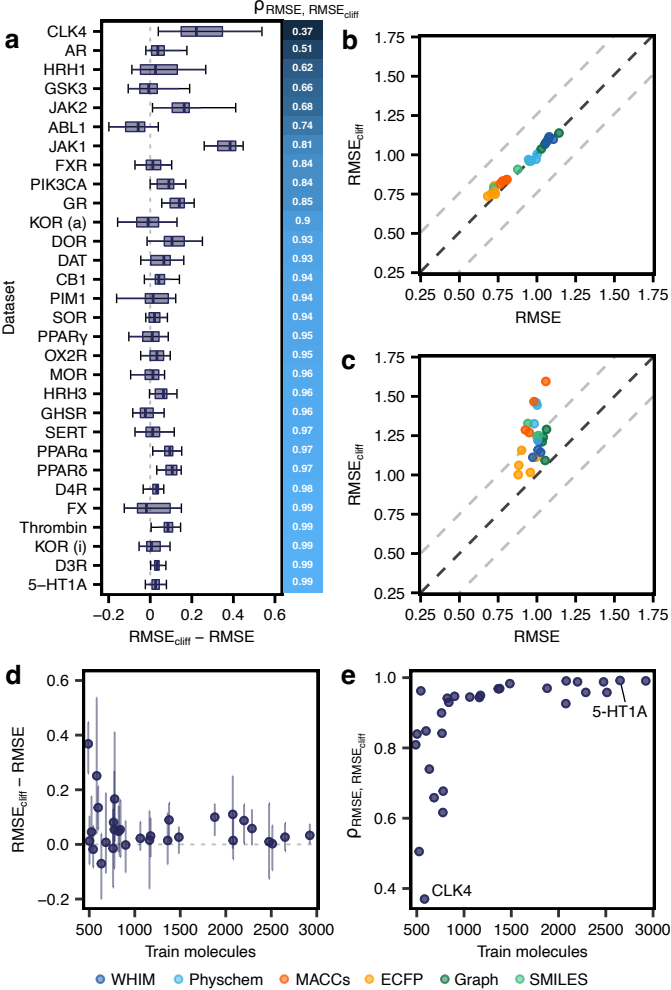 ρRMSE, RMSEcliff
a
Dataset
CLK4 0.37
AR 0.51
HRH1 0.62
GSK3 0.66
JAK2 0.68
ABL1 0.74
JAK1 0.81
FXR 0.84
PIK3CA 0.84
GR 0.85
KOR (a) 0.9
DOR 0.93
DAT 0.93
CB1 0.94
PIM1 0.94
SOR 0.94
PPARγ 0.95
OX2R 0.95
MOR 0.96
HRH3 0.96
GHSR 0.96
SERT 0.97
PPARα 0.97
PPARδ 0.97
D4R 0.98
FX 0.99
Thrombin 0.99
KOR (i) 0.99
D3R 0.99
5−HT1A 0.99
−0.2 0 0.2 0.4 0.6
RMSEcliff − RMSE
b
RMSEcliff
1.75
1.50
1.25
1.00
0.75
0.50
0.25
0.25 0.50 0.75 1.00 1.25 1.75
RMSE
c
RMSEcliff
1.75
1.50
1.25
1.00
0.75
0.50
0.25
0.25 0.50 0.75 1.00 1.25 1.75
RMSE
d
RMSEcliff − RMSE
0.6
0.4
0.2
0.0
−0.2
500 1000 1500 2000 2500 3000
Train molecules
e
ρRMSE, RMSEcliff
1.0
0.8
0.6
0.4
5-HT1A
CLK4
500 1000 1500 2000 2500 3000
Train molecules
WHIM Physchem MACCs ECFP Graph SMILES